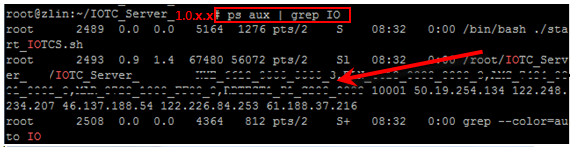 root@zlin:~/IOTC_Server_1.0.x.x# ps aux | grep IO
root 2489 0.0 0.0 5164 1276 pts/2 S 08:32 0:00 /bin/bash ./sta
rt_IOTCS.sh
root 2493 0.9 1.4 67480 56072 pts/2 Sl 08:32 0:00 /root/IOTC_Serv
er_ /IOTC_Server_
10001 50.19.254.134 122.248.
234.207 46.137.188.54 122.226.84.253 61.188.37.216
root 2508 0.0 0.0 4364 812 pts/2 S+ 08:32 0:00 grep --color=au
to IO